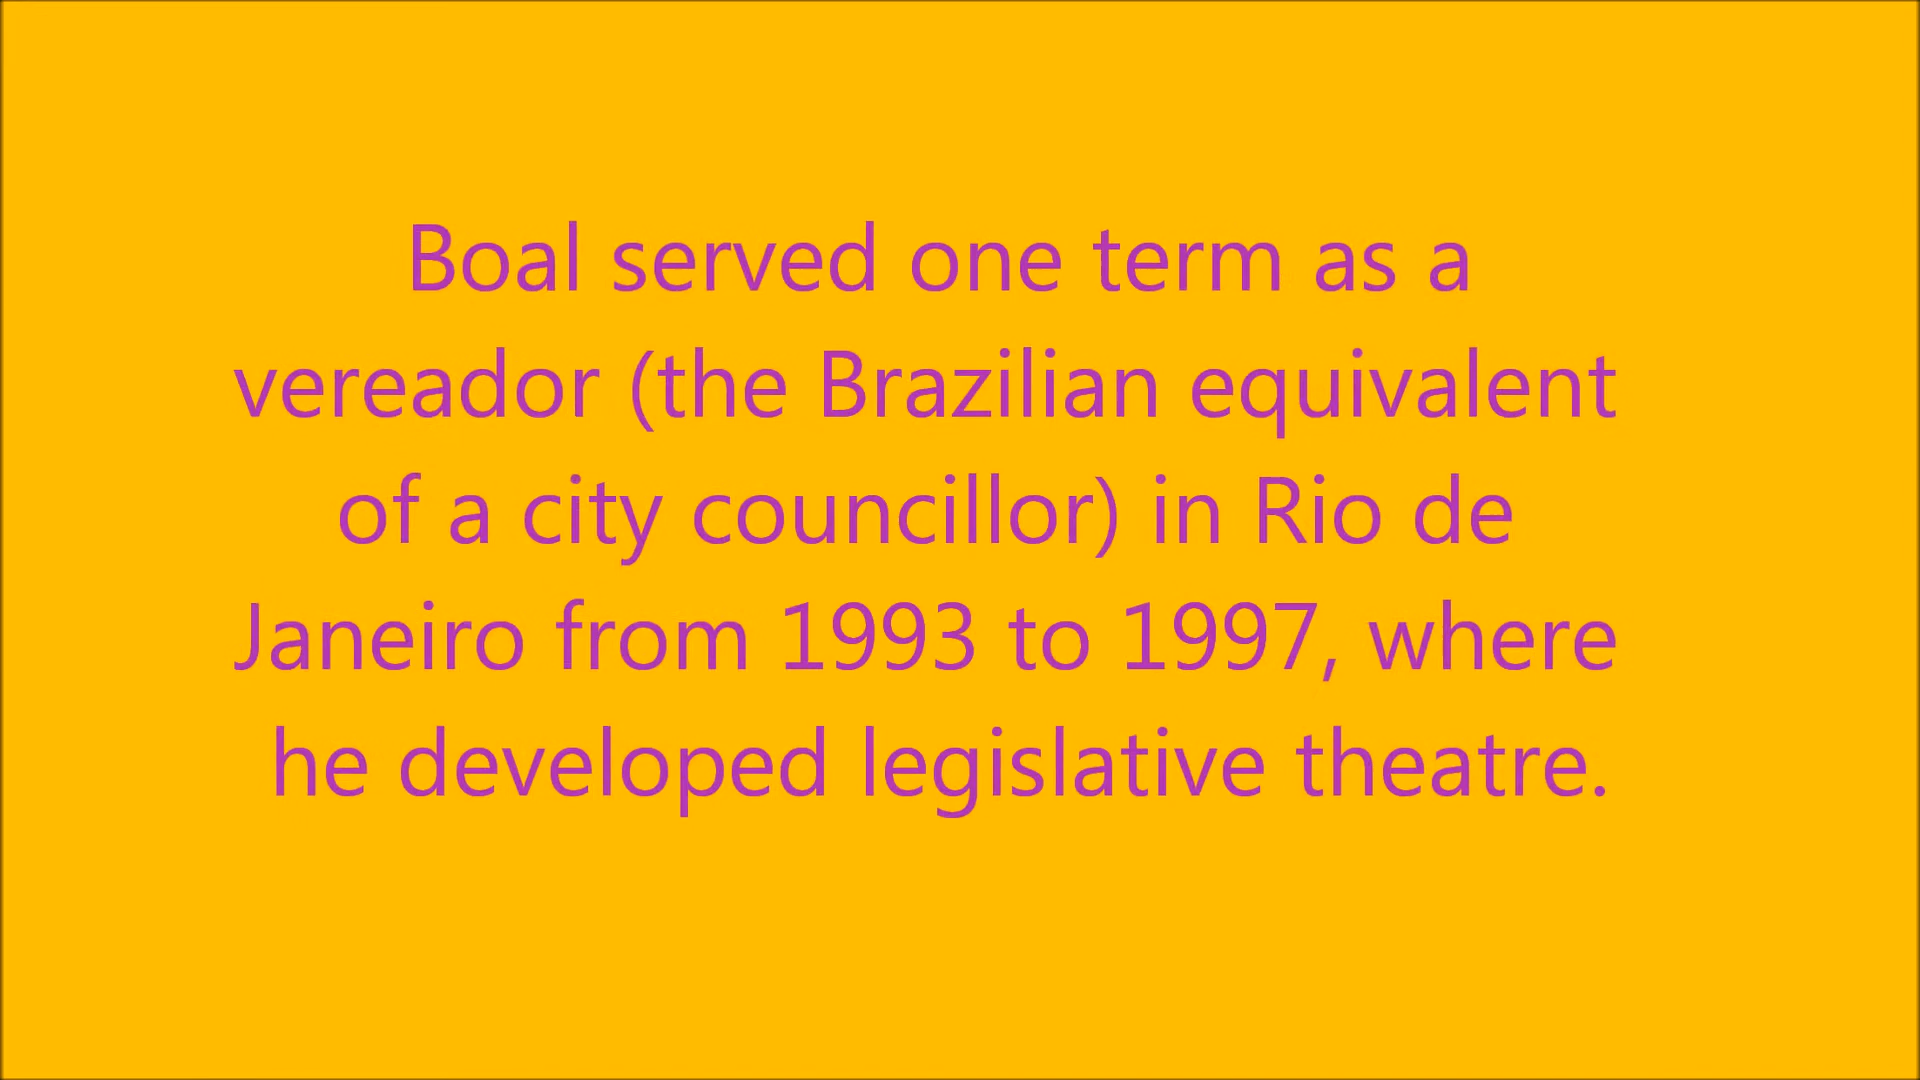 Boal served one term as a
vereador (the Brazilian equivalent
of a city councillor) in Rio de
Janeiro from 1993 to 1997, where
he developed legislative theatre.